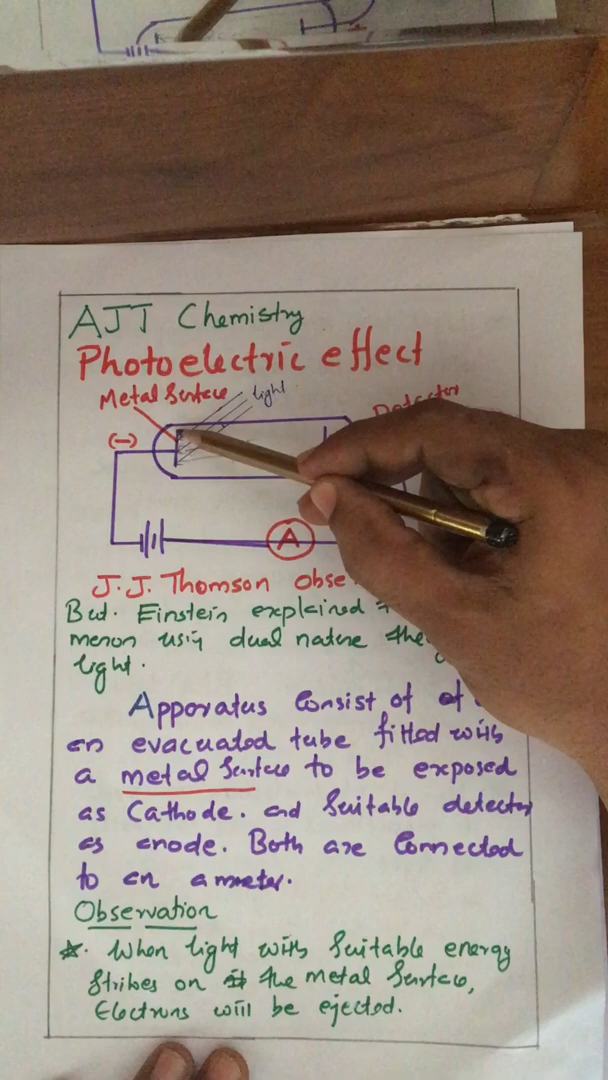 AJT Chemistry
Photoelectric effect
Metal Surface
light
Detector
(-)
A
J.J. Thomson obse
But. Einstein explained
menon using dual nature the
light.
Apparatus Consist of of
an evacuated tube fitted with
a metal Surface to be exposed
as Cathode. and Suitable detector
as anode. Both are Connected
to an ameter.
Observation
*. When light with Suitable energy
Strikes on the metal Surface,
Electrons will be ejected.